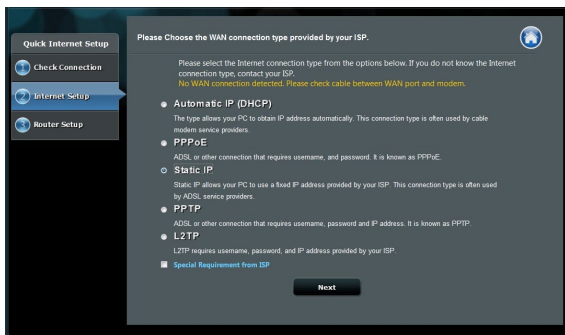 Quick Internet Setup
1 Check Connection
2 Internet Setup
3 Router Setup
Please Choose the WAN connection type provided by your ISP.
Please select the Internet connection type from the options below. If you do not know the Internet
connection type, contact your ISP.
No WAN connection detected. Please check cable between WAN port and modem.
Automatic IP (DHCP)
The type allows your PC to obtain IP address automatically. This connection type is often used by cable
modem service providers.
PPPoE
ADSL or other connection that requires username, and password. It is known as PPPoE.
Static IP
Static IP allows your PC to use a fixed IP address provided by your ISP. This connection type is often used
by ADSL service providers.
PPTP
ADSL or other connection that requires username, password and IP address. It is known as PPTP.
L2TP
L2TP requires username, password, and IP address provided by your ISP.
Special Requirement from ISP
Next